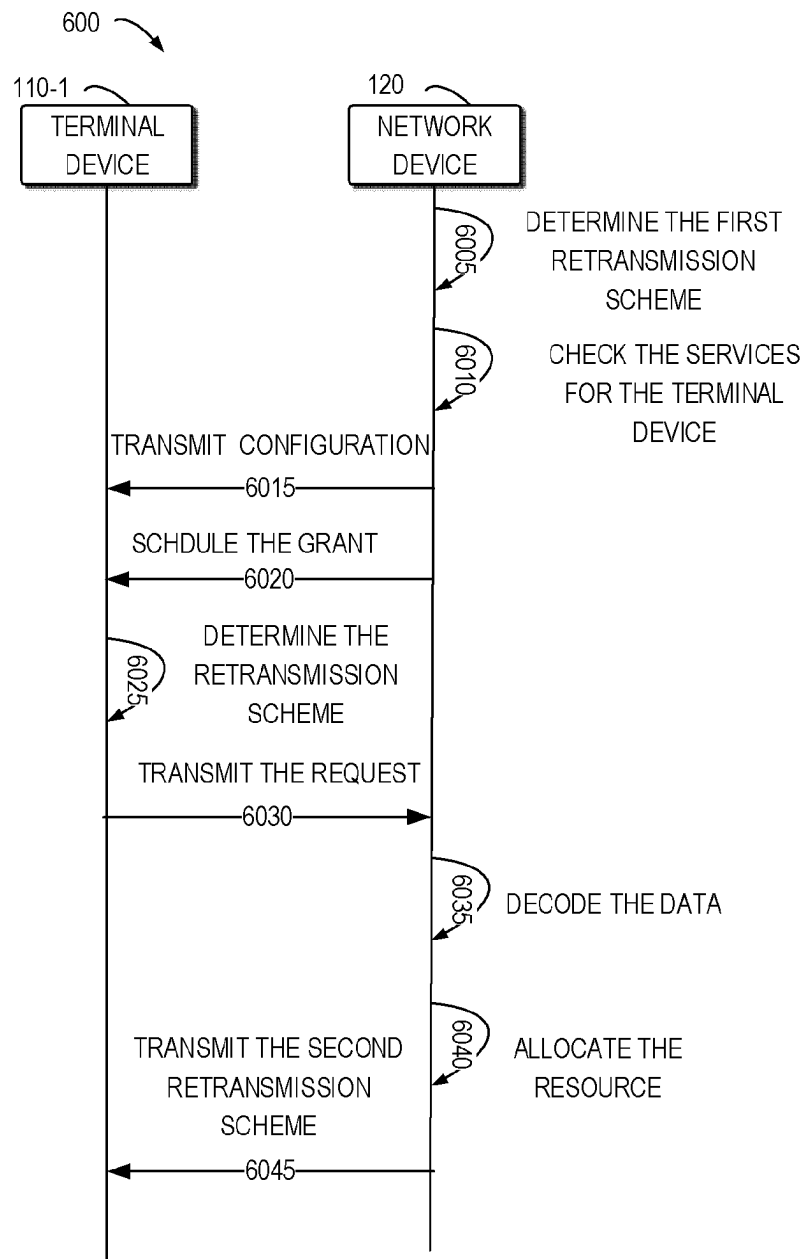 600
110-1
120
TERMINAL
DEVICE
NETWORK
DEVICE
6005
DETERMINE THE FIRST
RETRANSMISSION
SCHEME
6010
CHECK THE SERVICES
FOR THE TERMINAL
DEVICE
TRANSMIT CONFIGURATION
6015
SCHDULE THE GRANT
6020
6025
DETERMINE THE
RETRANSMISSION
SCHEME
TRANSMIT THE REQUEST
6030
6035
DECODE THE DATA
6040
ALLOCATE THE
RESOURCE
TRANSMIT THE SECOND
RETRANSMISSION
SCHEME
6045